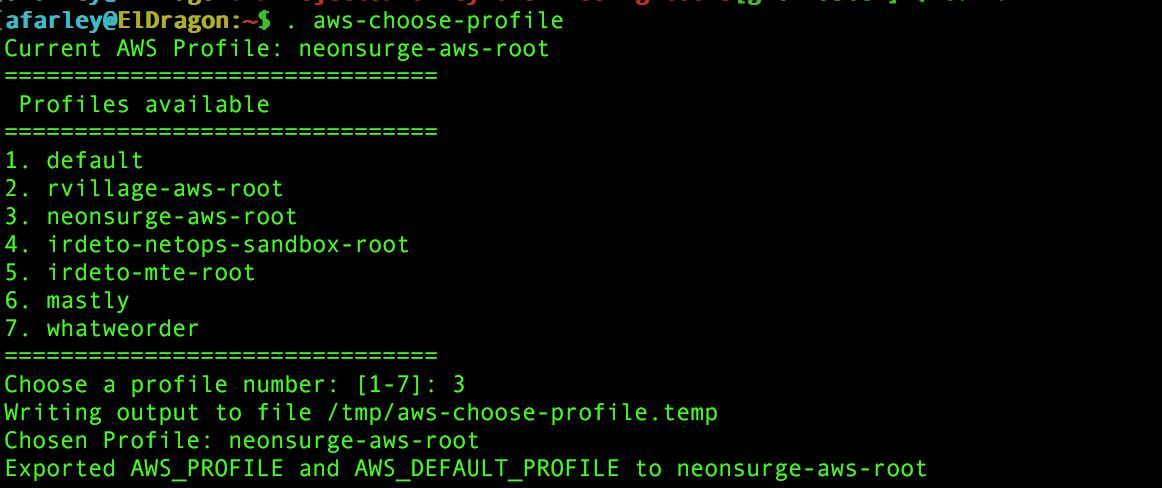 afarley@ElDragon:~$ . aws-choose-profile
Current AWS Profile: neonsurge-aws-root
===============================
 Profiles available
===============================
1. default
2. rvillage-aws-root
3. neonsurge-aws-root
4. irdeto-netops-sandbox-root
5. irdeto-mte-root
6. mastly
7. whatweorder
===============================
Choose a profile number: [1-7]: 3
Writing output to file /tmp/aws-choose-profile.temp
Chosen Profile: neonsurge-aws-root
Exported AWS_PROFILE and AWS_DEFAULT_PROFILE to neonsurge-aws-root